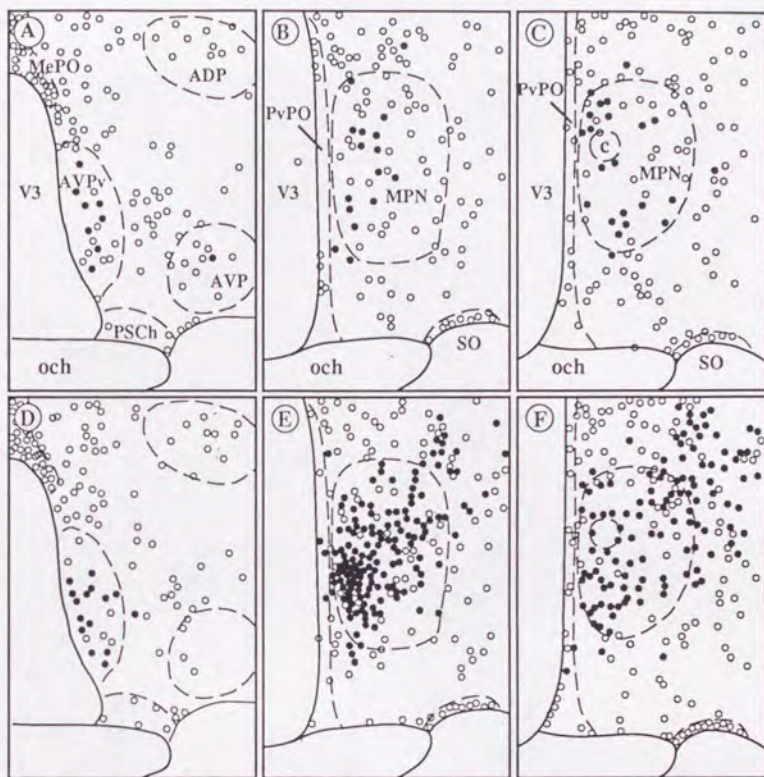 A
MePO
ADP
V3
AVPv
AVP
PSCh
och
B
PvPO
V3
MPN
SO
och
C
PvPO
c
V3
MPN
SO
och
D
E
F